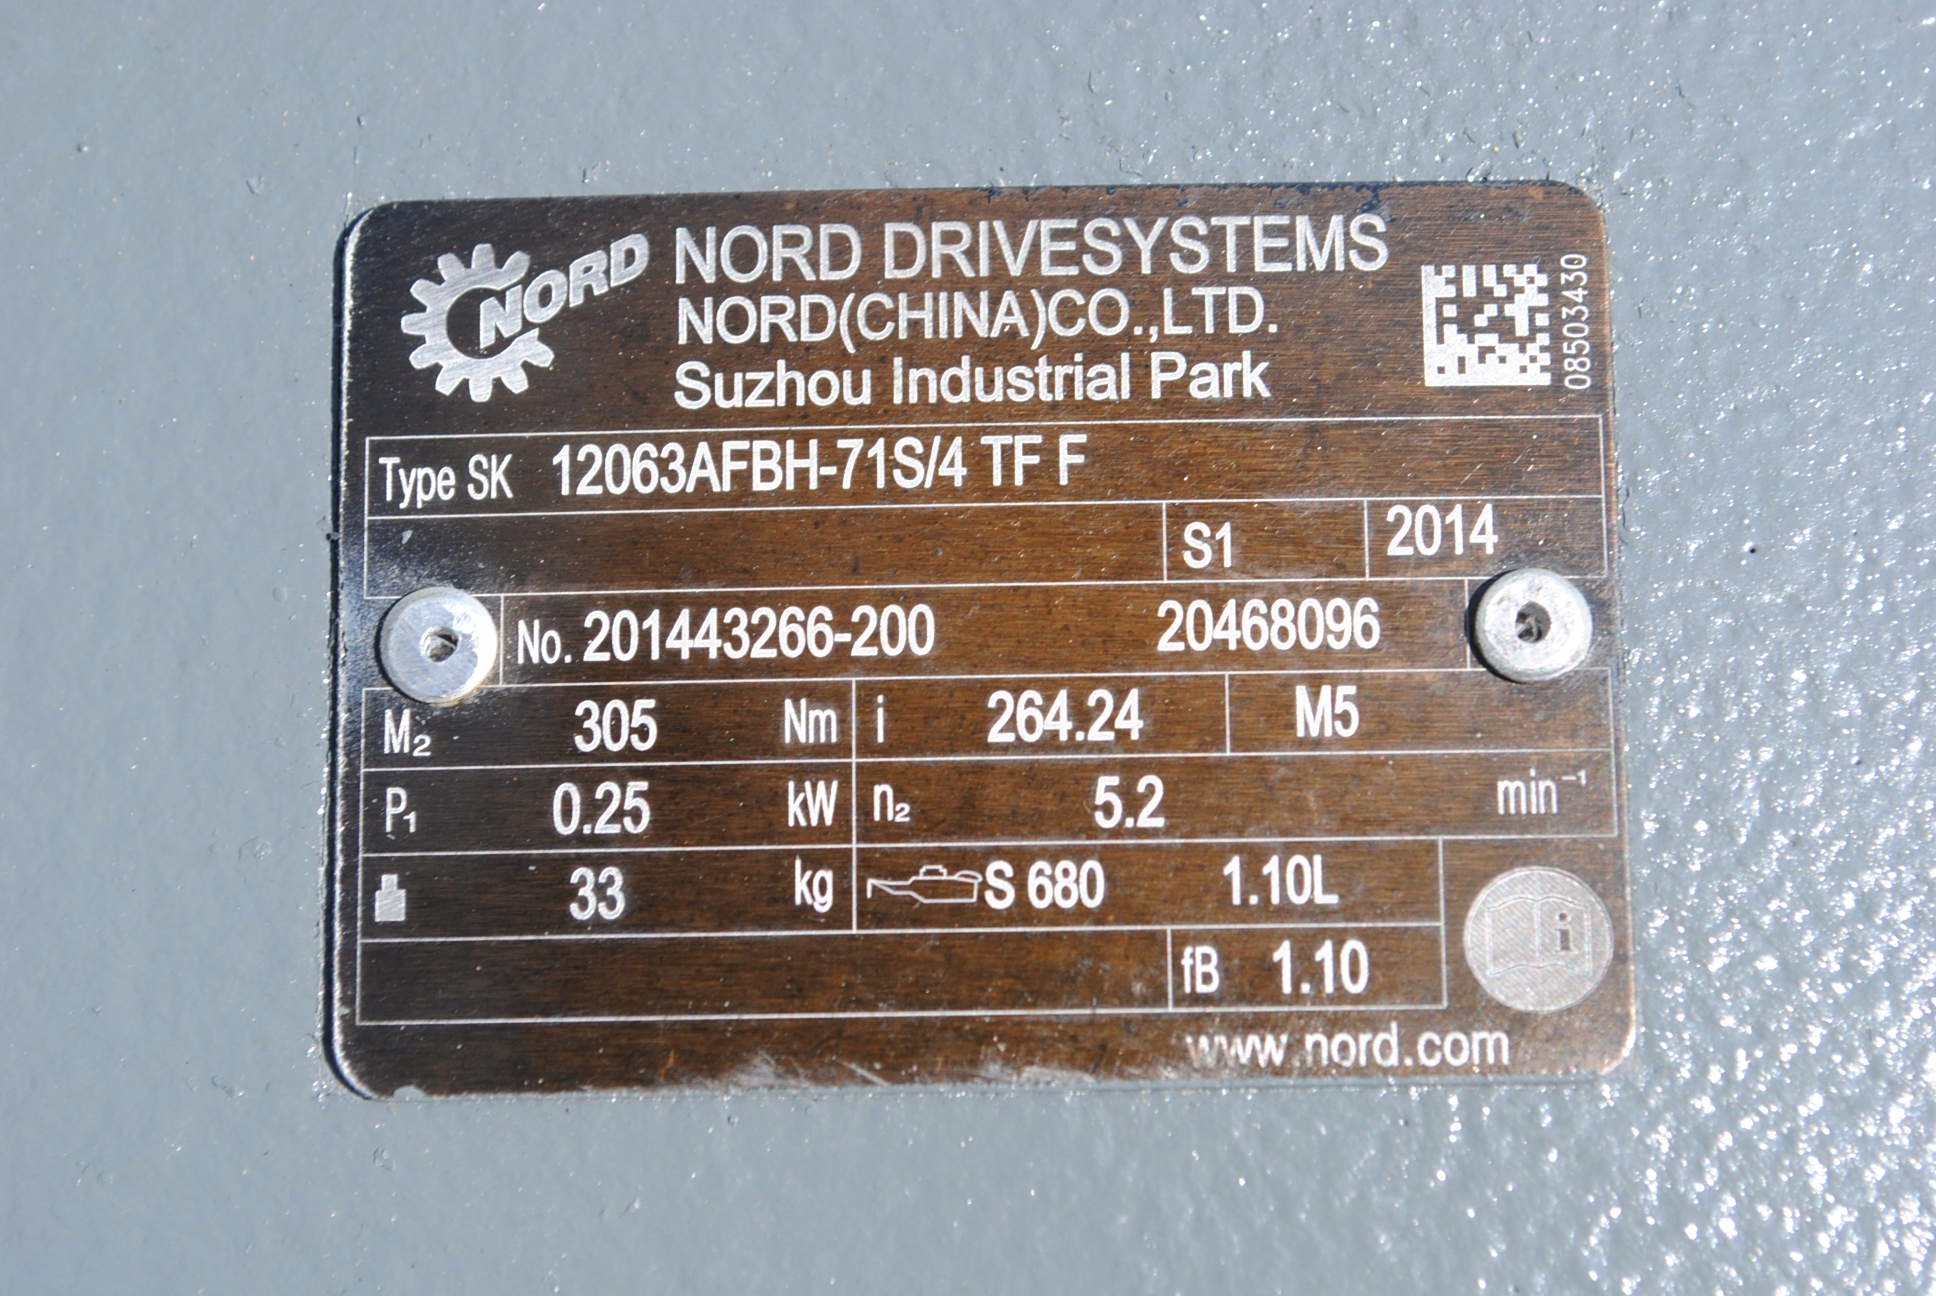 NORD
NORD DRIVESYSTEMS
NORD(CHINA)CO.,LTD.
Suzhou Industrial Park
08503430
Type SK 12063AFBH-71S/4 TF F
S1 2014
No. 201443266-200 20468096
M₂ 305 Nm i 264.24 M5
P₁ 0.25 kW n₂ 5.2 min⁻¹
33 kg S 680 1.10L
i
fB 1.10
www.nord.com